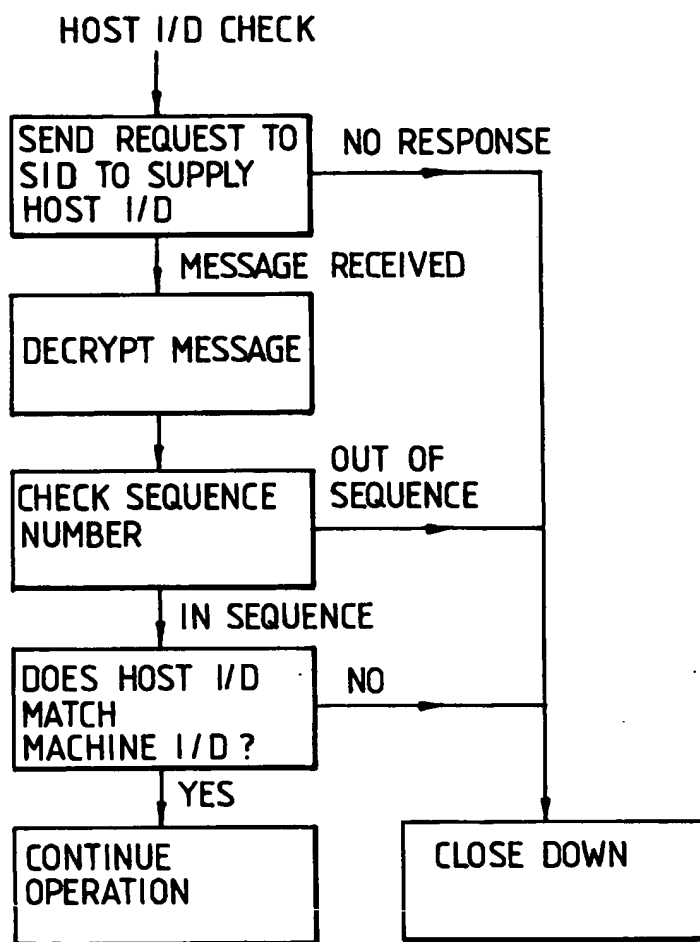 HOST I/D CHECK
SEND REQUEST TO
SID TO SUPPLY
HOST I/D
NO RESPONSE
MESSAGE RECEIVED
DECRYPT MESSAGE
CHECK SEQUENCE
NUMBER
OUT OF
SEQUENCE
IN SEQUENCE
DOES HOST I/D
MATCH
MACHINE I/D ?
NO
YES
CONTINUE
OPERATION
CLOSE DOWN